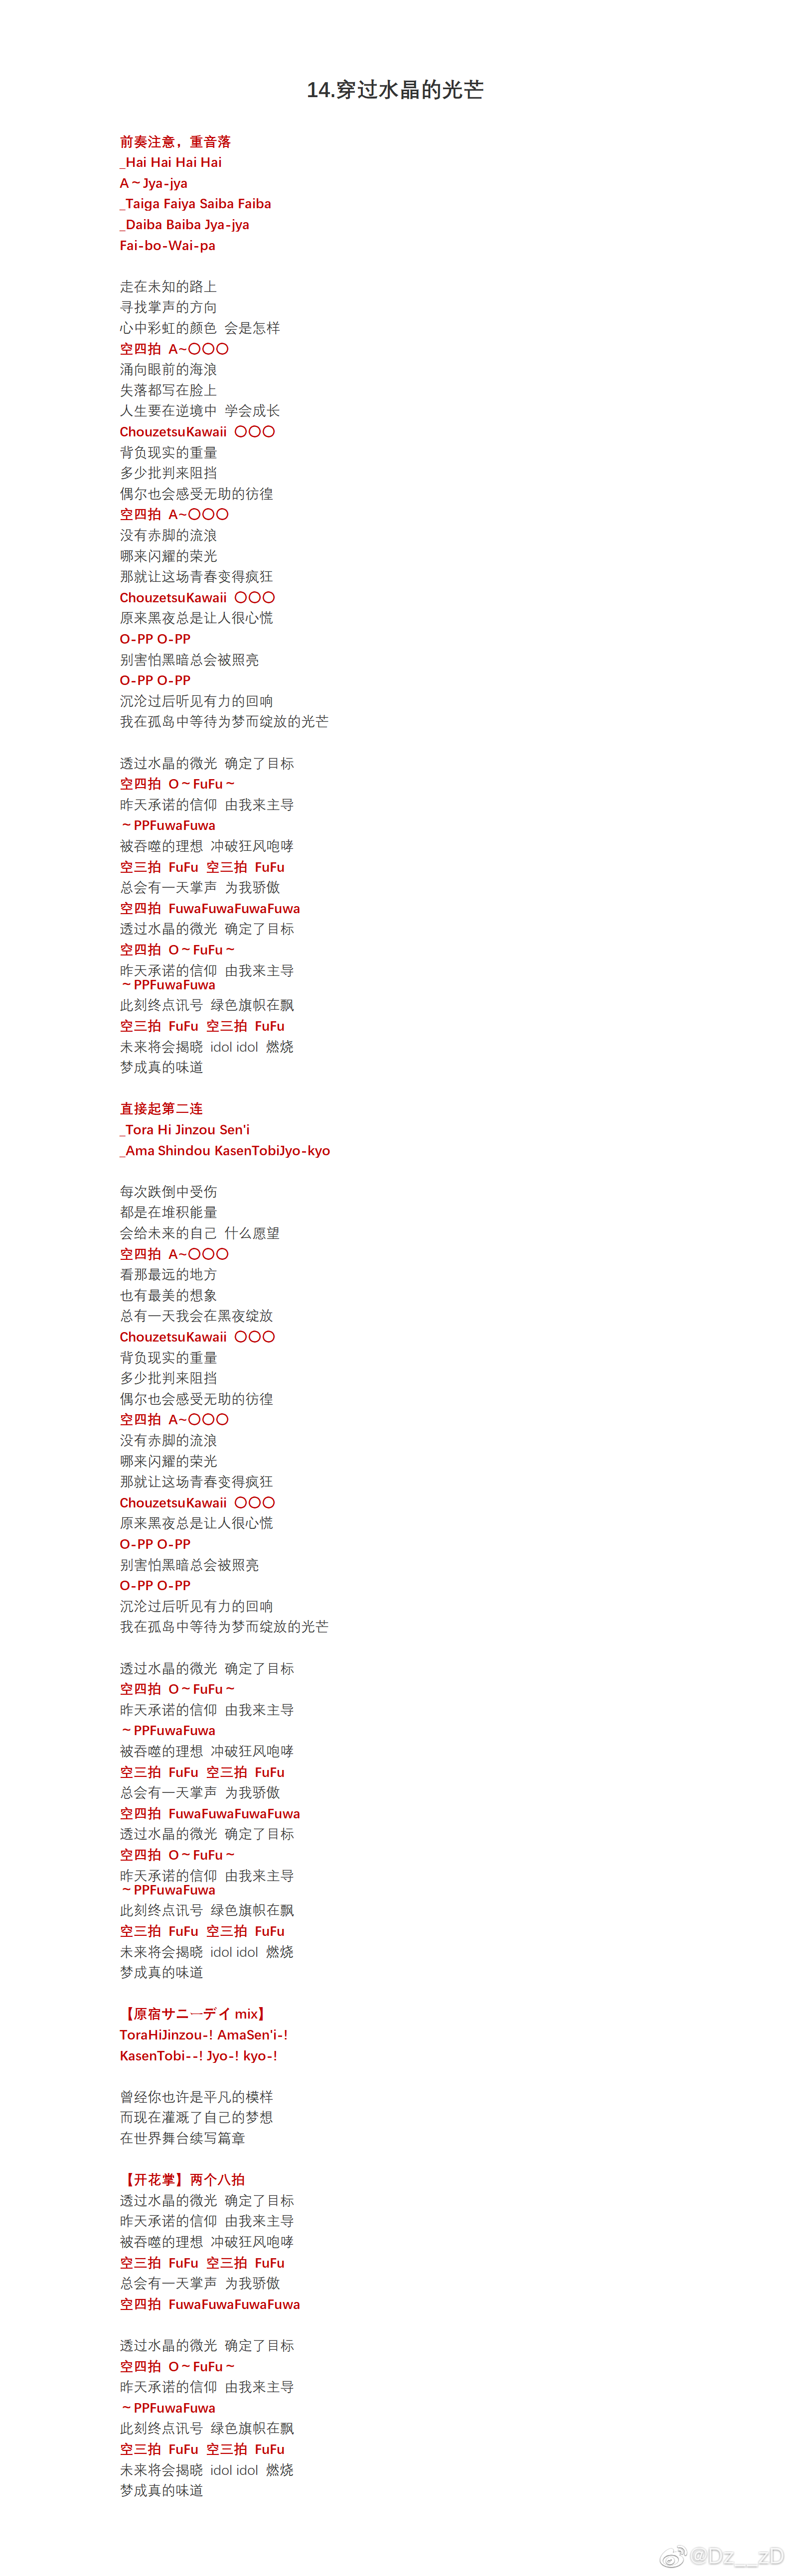 14.穿过水晶的光芒
前奏注意，重音落
_Hai Hai Hai Hai
A～Jya-jya
_Taiga Faiya Saiba Faiba
_Daiba Baiba Jya-jya
Fai-bo-Wai-pa
走在未知的路上
寻找掌声的方向
心中彩虹的颜色 会是怎样
空四拍 A~〇〇〇
涌向眼前的海浪
失落都写在脸上
人生要在逆境中 学会成长
ChouzetsuKawaii 〇〇〇
背负现实的重量
多少批判来阻挡
偶尔也会感受无助的彷徨
空四拍 A~〇〇〇
没有赤脚的流浪
哪来闪耀的荣光
那就让这场青春变得疯狂
ChouzetsuKawaii 〇〇〇
原来黑夜总是让人很心慌
O-PP O-PP
别害怕黑暗总会被照亮
O-PP O-PP
沉沦过后听见有力的回响
我在孤岛中等待为梦而绽放的光芒
透过水晶的微光 确定了目标
空四拍 O～FuFu～
昨天承诺的信仰 由我来主导
～PPFuwaFuwa
被吞噬的理想 冲破狂风咆哮
空三拍 FuFu 空三拍 FuFu
总会有一天掌声 为我骄傲
空四拍 FuwaFuwaFuwaFuwa
透过水晶的微光 确定了目标
空四拍 O～FuFu～
昨天承诺的信仰 由我来主导
～PPFuwaFuwa
此刻终点讯号 绿色旗帜在飘
空三拍 FuFu 空三拍 FuFu
未来将会揭晓 idol idol 燃烧
梦成真的味道
直接起第二连
_Tora Hi Jinzou Sen'i
_Ama Shindou KasenTobiJyo-kyo
每次跌倒中受伤
都是在堆积能量
会给未来的自己 什么愿望
空四拍 A~〇〇〇
看那最远的地方
也有最美的想象
总有一天我会在黑夜绽放
ChouzetsuKawaii 〇〇〇
背负现实的重量
多少批判来阻挡
偶尔也会感受无助的彷徨
空四拍 A~〇〇〇
没有赤脚的流浪
哪来闪耀的荣光
那就让这场青春变得疯狂
ChouzetsuKawaii 〇〇〇
原来黑夜总是让人很心慌
O-PP O-PP
别害怕黑暗总会被照亮
O-PP O-PP
沉沦过后听见有力的回响
我在孤岛中等待为梦而绽放的光芒
透过水晶的微光 确定了目标
空四拍 O～FuFu～
昨天承诺的信仰 由我来主导
～PPFuwaFuwa
被吞噬的理想 冲破狂风咆哮
空三拍 FuFu 空三拍 FuFu
总会有一天掌声 为我骄傲
空四拍 FuwaFuwaFuwaFuwa
透过水晶的微光 确定了目标
空四拍 O～FuFu～
昨天承诺的信仰 由我来主导
～PPFuwaFuwa
此刻终点讯号 绿色旗帜在飘
空三拍 FuFu 空三拍 FuFu
未来将会揭晓 idol idol 燃烧
梦成真的味道
【原宿サニーデイ mix】
ToraHiJinzou-! AmaSen'i-!
KasenTobi--! Jyo-! kyo-!
曾经你也许是平凡的模样
而现在灌溉了自己的梦想
在世界舞台续写篇章
【开花掌】两个八拍
透过水晶的微光 确定了目标
昨天承诺的信仰 由我来主导
被吞噬的理想 冲破狂风咆哮
空三拍 FuFu 空三拍 FuFu
总会有一天掌声 为我骄傲
空四拍 FuwaFuwaFuwaFuwa
透过水晶的微光 确定了目标
空四拍 O～FuFu～
昨天承诺的信仰 由我来主导
～PPFuwaFuwa
此刻终点讯号 绿色旗帜在飘
空三拍 FuFu 空三拍 FuFu
未来将会揭晓 idol idol 燃烧
梦成真的味道
@Dz__zD